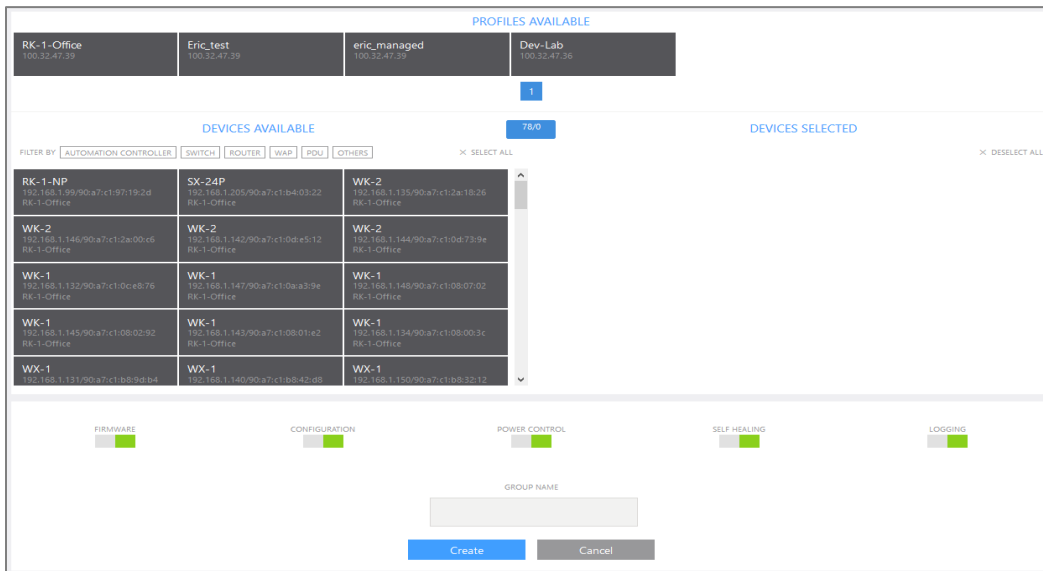 PROFILES AVAILABLE
RK-1-Office
100.32.47.39
Eric_test
100.32.47.39
eric_managed
100.32.47.39
Dev-Lab
100.32.47.36
1
DEVICES AVAILABLE
78/0
DEVICES SELECTED
FILTER BY AUTOMATION CONTROLLER SWITCH ROUTER WAP PDU OTHERS × SELECT ALL
× DESELECT ALL
RK-1-NP
192.168.1.99/90:a7:c1:97:19:2d
RK-1-Office
SX-24P
192.168.1.205/90:a7:c1:b4:03:22
RK-1-Office
WK-2
192.168.1.135/90:a7:c1:2a:18:26
RK-1-Office
WK-2
192.168.1.146/90:a7:c1:2a:00:c6
RK-1-Office
WK-2
192.168.1.142/90:a7:c1:0d:e5:12
RK-1-Office
WK-2
192.168.1.144/90:a7:c1:0d:73:9e
RK-1-Office
WK-1
192.168.1.132/90:a7:c1:0c:e8:76
RK-1-Office
WK-1
192.168.1.147/90:a7:c1:0a:a3:9e
RK-1-Office
WK-1
192.168.1.148/90:a7:c1:08:07:02
RK-1-Office
WK-1
192.168.1.145/90:a7:c1:08:02:92
RK-1-Office
WK-1
192.168.1.143/90:a7:c1:08:01:e2
RK-1-Office
WK-1
192.168.1.134/90:a7:c1:08:00:3c
RK-1-Office
WX-1
192.168.1.131/90:a7:c1:b8:9d:b4
WX-1
192.168.1.140/90:a7:c1:b8:42:d8
WX-1
192.168.1.150/90:a7:c1:b8:32:12
FIRMWARE
CONFIGURATION
POWER CONTROL
SELF HEALING
LOGGING
GROUP NAME
Create
Cancel